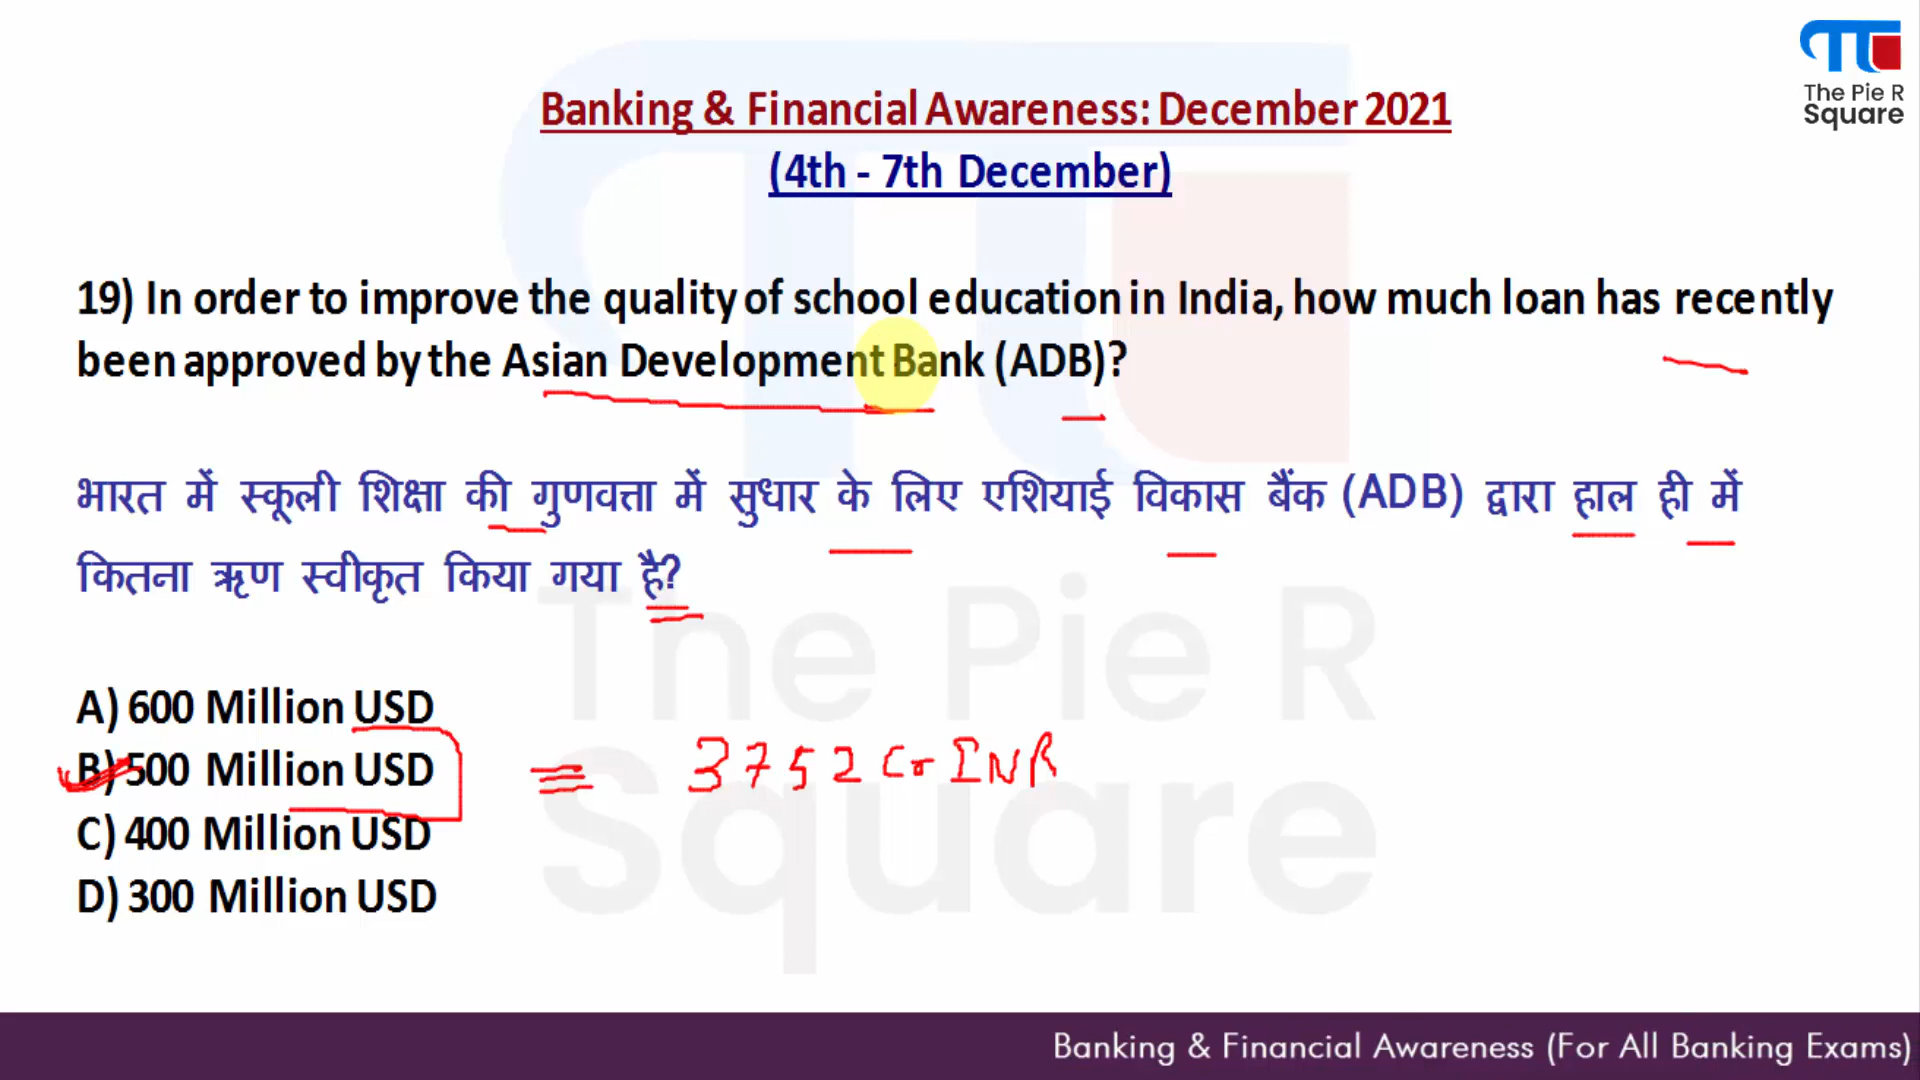 The Pie R
Square
Banking & Financial Awareness: December 2021
(4th - 7th December)
19) In order to improve the quality of school education in India, how much loan has recently
been approved by the Asian Development Bank (ADB)?
भारत में स्कूली शिक्षा की गुणवत्ता में सुधार के लिए एशियाई विकास बैंक (ADB) द्वारा हाल ही में
कितना ऋण स्वीकृत किया गया है?
The Pie R
Square
A) 600 Million USD
B) 500 Million USD = 3752 Cr INR
C) 400 Million USD
D) 300 Million USD
Banking & Financial Awareness (For All Banking Exams)